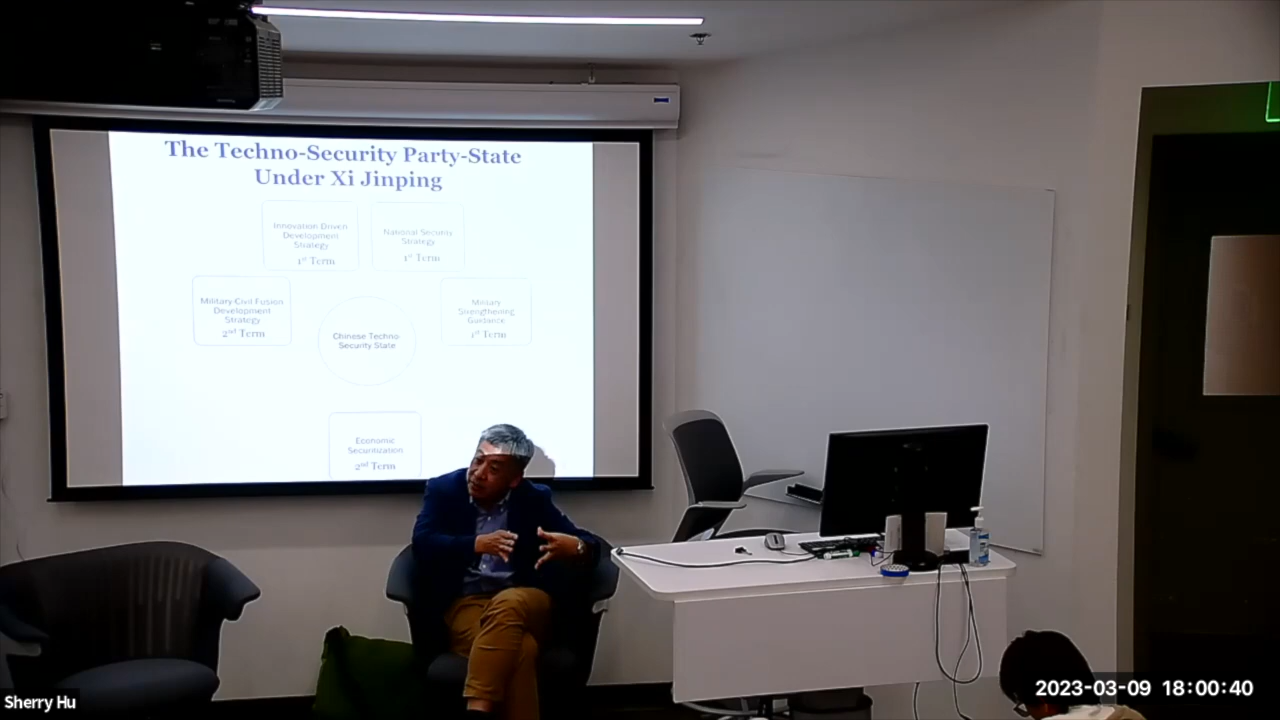 The Techno-Security Party-State
Under Xi Jinping
Innovation Driven
Development
Strategy
1st Term
National Security
Strategy
1st Term
Military-Civil Fusion
Development
Strategy
2nd Term
Military
Strengthening
Guidance
1st Term
Chinese Techno-
Security State
Economic
Securitization
2nd Term
Sherry Hu
2023-03-09 18:00:40